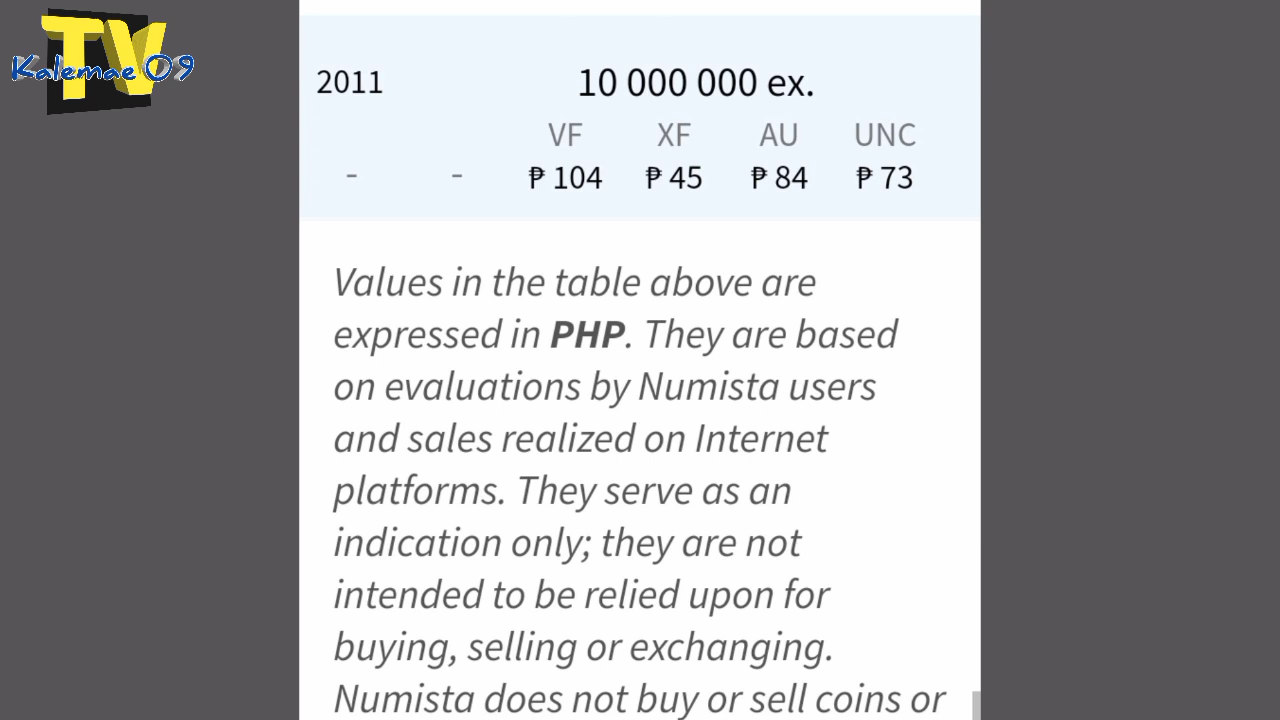 TV
Kalemae 09
2011 10 000 000 ex.
VF XF AU UNC
- - ₱ 104 ₱ 45 ₱ 84 ₱ 73
Values in the table above are
expressed in PHP. They are based
on evaluations by Numista users
and sales realized on Internet
platforms. They serve as an
indication only; they are not
intended to be relied upon for
buying, selling or exchanging.
Numista does not buy or sell coins or